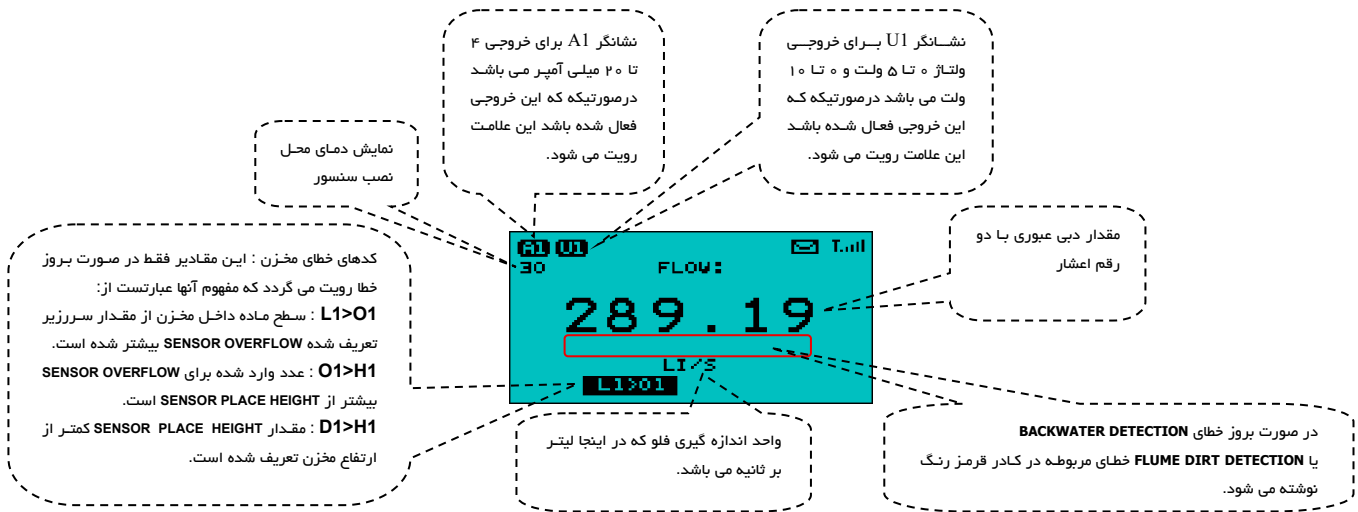 نشانگر A1 برای خروجی ۴
تا ۲۰ میلی آمپر می باشد
درصورتیکه که این خروجی
فعال شده باشد این علامت
رویت می شود.
نشانگر U1 برای خروجی
ولتاژ ۰ تا ۵ ولت و ۰ تا ۱۰
ولت می باشد درصورتیکه که
این خروجی فعال شده باشد
این علامت رویت می شود.
نمایش دمای محل
نصب سنسور
مقدار دبی عبوری با دو
رقم اعشار
کدهای خطای مخزن : این مقادیر فقط در صورت بروز
خطا رویت می گردد که مفهوم آنها عبارتست از:
L1>O1 : سطح ماده داخل مخزن از مقدار سرریز
تعریف شده SENSOR OVERFLOW بیشتر شده است.
O1>H1 : عدد وارد شده برای SENSOR OVERFLOW
بیشتر از SENSOR PLACE HEIGHT است.
D1>H1 : مقدار SENSOR PLACE HEIGHT کمتر از
ارتفاع مخزن تعریف شده است.
A1 U1 T
30 FLOW:
289.19
LI/S
L1>O1
واحد اندازه گیری فلو که در اینجا لیتر
بر ثانیه می باشد.
در صورت بروز خطای BACKWATER DETECTION
یا FLUME DIRT DETECTION خطای مربوطه در کادر قرمز رنگ
نوشته می شود.